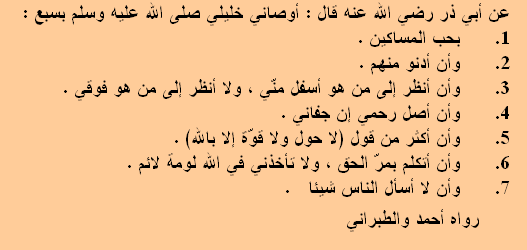 عن أبي ذر رضي الله عنه قال : أوصاني خليلي صلى الله عليه وسلم بسبع :
1. بحب المساكين .
2. وأن أدنو منهم .
3. وأن أنظر إلى من هو أسفل منّي ، ولا أنظر إلى من هو فوقي .
4. وأن أصل رحمي إن جفاني .
5. وأن أكثر من قول (لا حول ولا قوّة إلا بالله) .
6. وأن أتكلم بمرّ الحق ، ولا تأخذني في الله لومة لائم .
7. وأن لا أسأل الناس شيئا .
رواه أحمد والطبراني